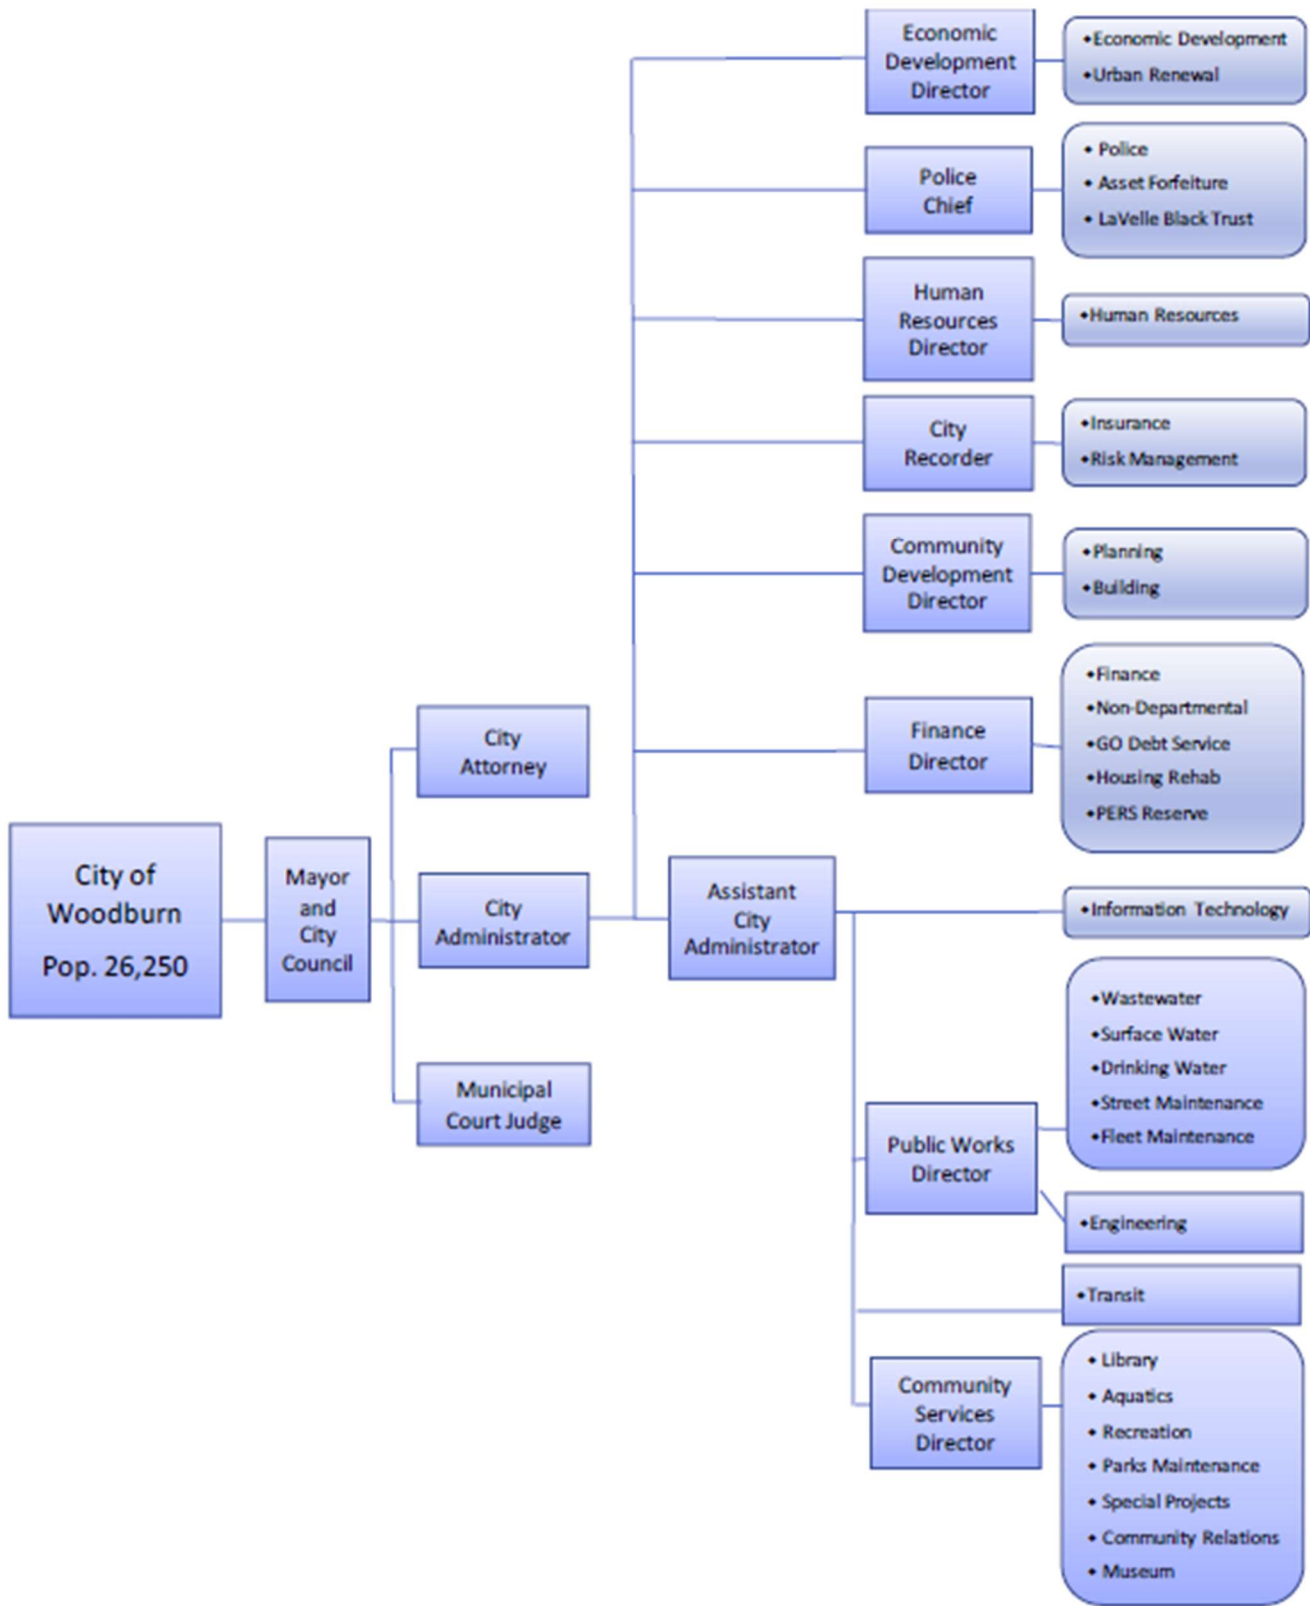 City of
Woodburn
Pop. 26,250
Mayor
and
City
Council
City
Attorney
City
Administrator
Municipal
Court Judge
Economic
Development
Director
•Economic Development
•Urban Renewal
Police
Chief
• Police
• Asset Forfeiture
• LaVelle Black Trust
Human
Resources
Director
•Human Resources
City
Recorder
•Insurance
•Risk Management
Community
Development
Director
•Planning
•Building
Finance
Director
•Finance
•Non-Departmental
•GO Debt Service
•Housing Rehab
•PERS Reserve
Assistant
City
Administrator
•Information Technology
Public Works
Director
•Wastewater
•Surface Water
•Drinking Water
•Street Maintenance
•Fleet Maintenance
•Engineering
•Transit
Community
Services
Director
• Library
• Aquatics
• Recreation
• Parks Maintenance
• Special Projects
• Community Relations
• Museum